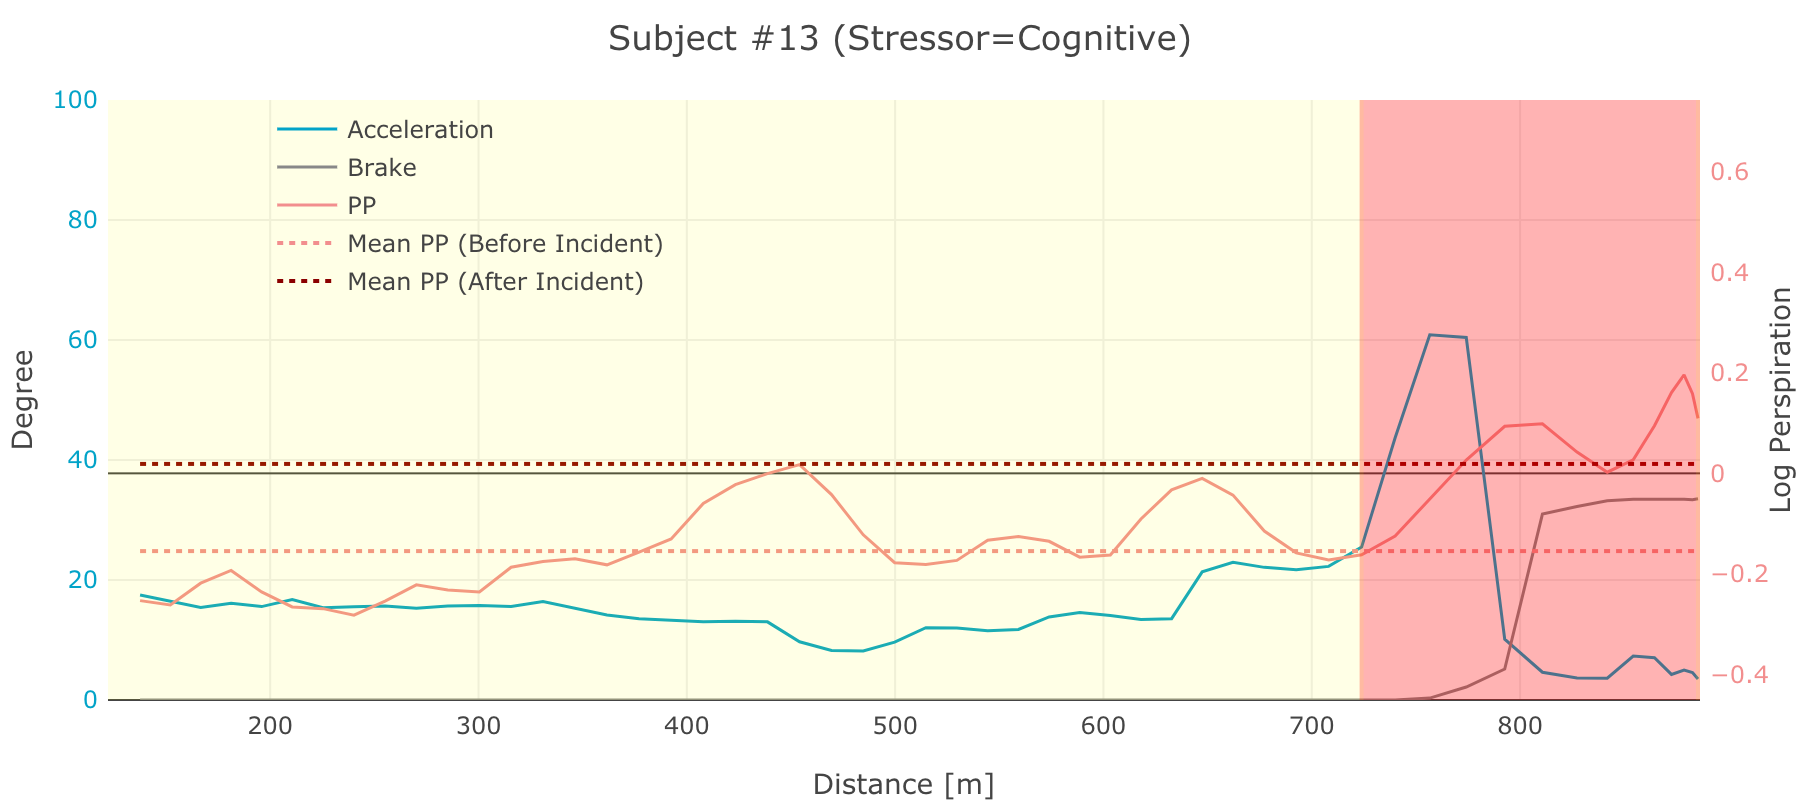 Subject #13 (Stressor=Cognitive)
Acceleration
Brake
PP
Mean PP (Before Incident)
Mean PP (After Incident)
Degree
100
80
60
40
20
0
200
300
400
500
600
700
800
Distance [m]
0.6
0.4
0.2
0
−0.2
−0.4
Log Perspiration